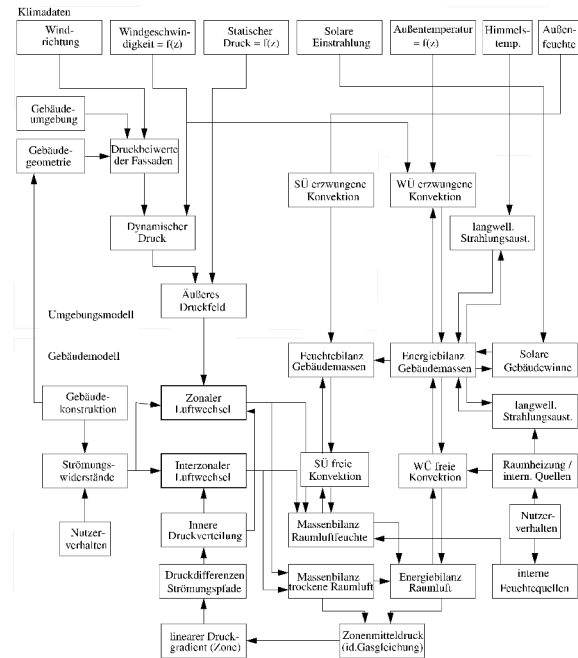 Klimadaten
Wind-
richtung
Windgeschwin-
digkeit = f(z)
Statischer
Druck = f(z)
Solare
Einstrahlung
Außentemperatur
= f(z)
Himmels-
temp.
Außen-
feuchte
Gebäude-
umgebung
Gebäude-
geometrie
Druckbeiwerte
der Fassaden
SÜ erzwungene
Konvektion
WÜ erzwungene
Konvektion
Dynamischer
Druck
langwell.
Strahlungsaust.
Äußeres
Druckfeld
Umgebungsmodell
Gebäudemodell
Feuchtebilanz
Gebäudemassen
Energiebilanz
Gebäudemassen
Solare
Gebäudewinne
Gebäude-
konstruktion
Zonaler
Luftwechsel
langwell.
Strahlungsaust.
Strömungs-
widerstände
Interzonaler
Luftwechsel
SÜ freie
Konvektion
WÜ freie
Konvektion
Raumheizung /
intern. Quellen
Nutzer-
verhalten
Innere
Druckverteilung
Massenbilanz
Raumluftfeuchte
Nutzer-
verhalten
Druckdifferenzen
Strömungspfade
Massenbilanz
trockene Raumluft
Energiebilanz
Raumluft
interne
Feuchtequellen
linearer Druck-
gradient (Zone)
Zonenmitteldruck
(id.Gasgleichung)